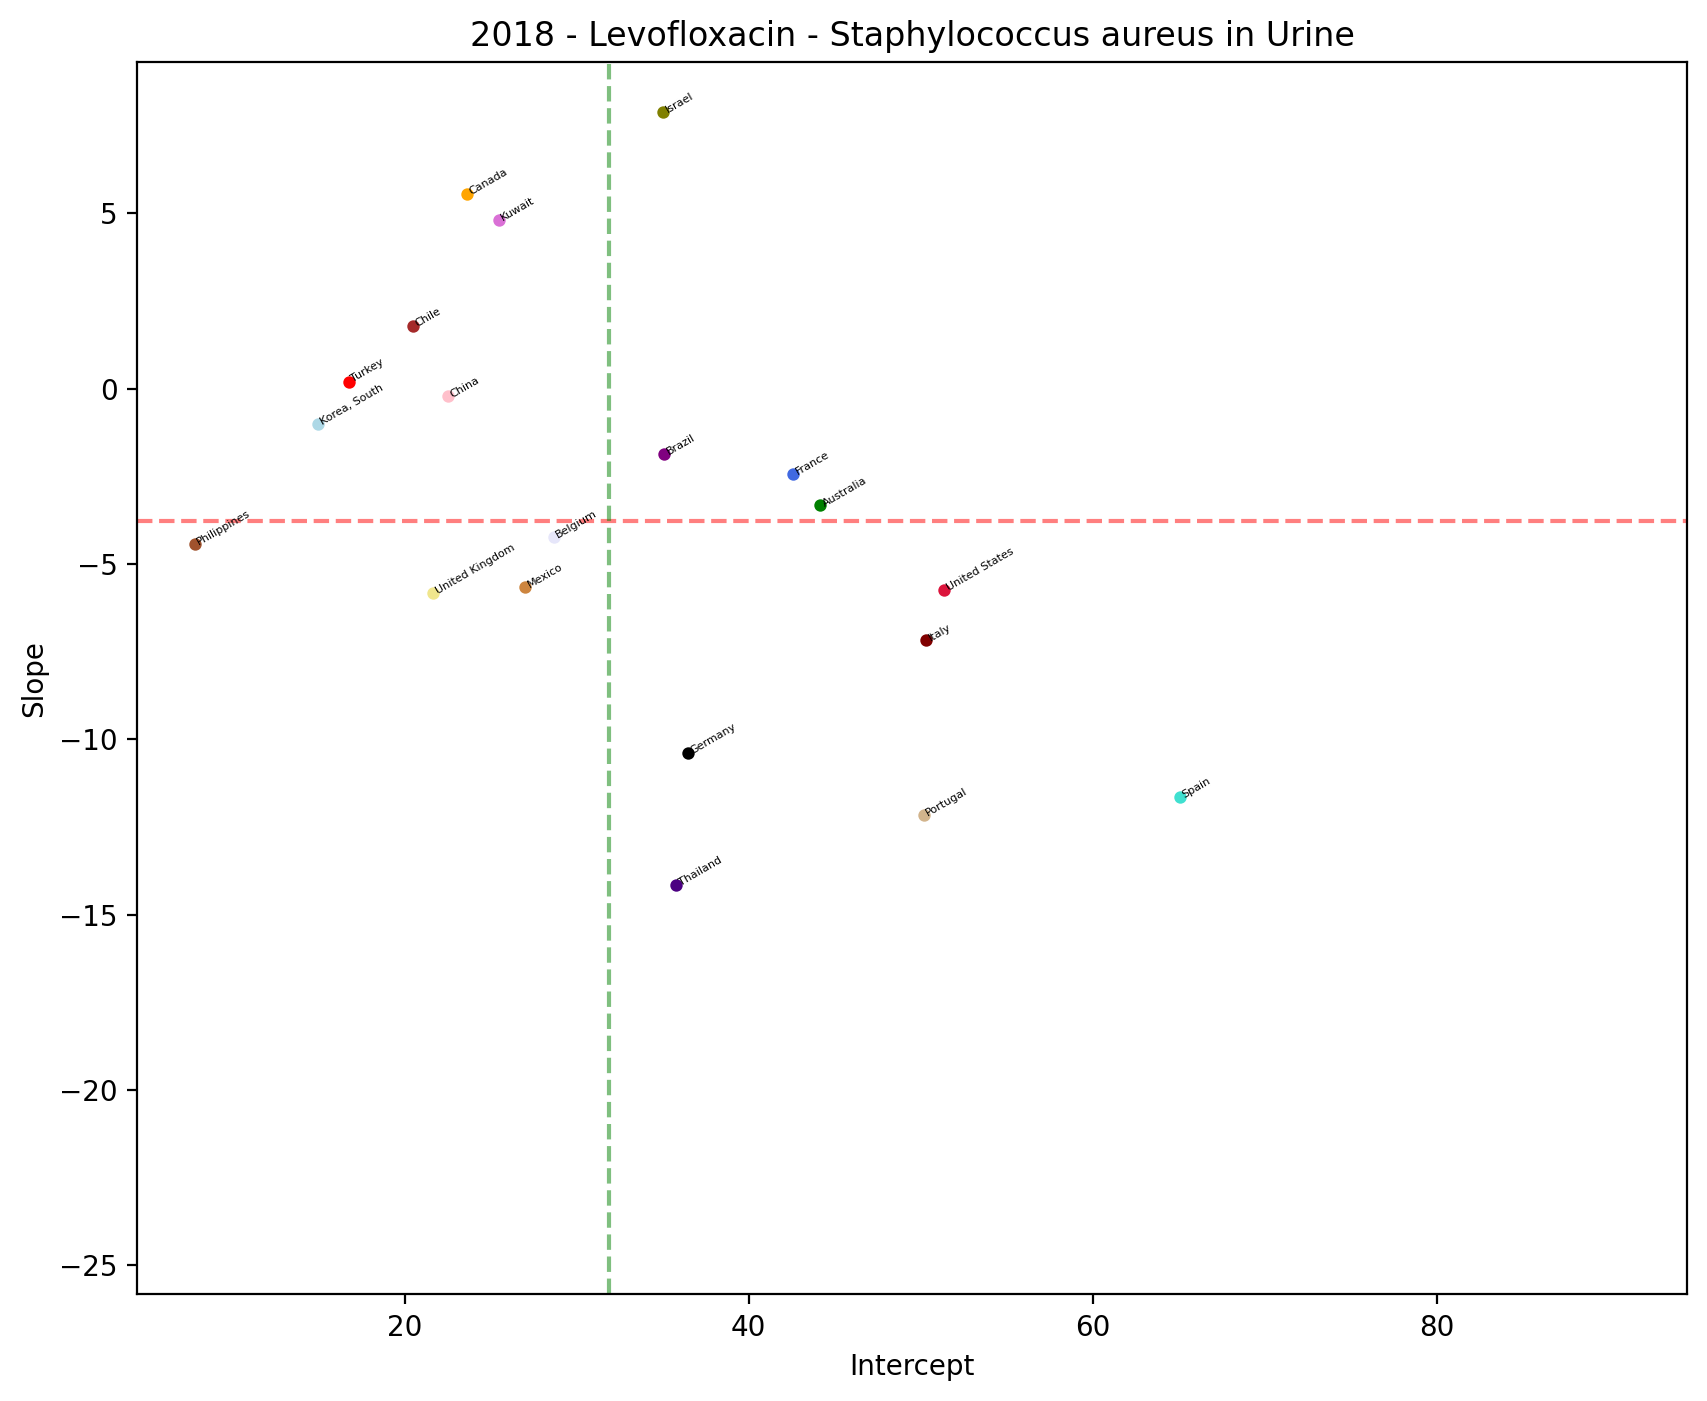 2018 - Levofloxacin - Staphylococcus aureus in Urine
Israel
Canada
Kuwait
Chile
Turkey
China
Korea, South
Brazil
France
Australia
Philippines
Belgium
United Kingdom
Mexico
United States
Italy
Germany
Portugal
Spain
Thailand
5
0
−5
−10
−15
−20
−25
Slope
20 40 60 80
Intercept